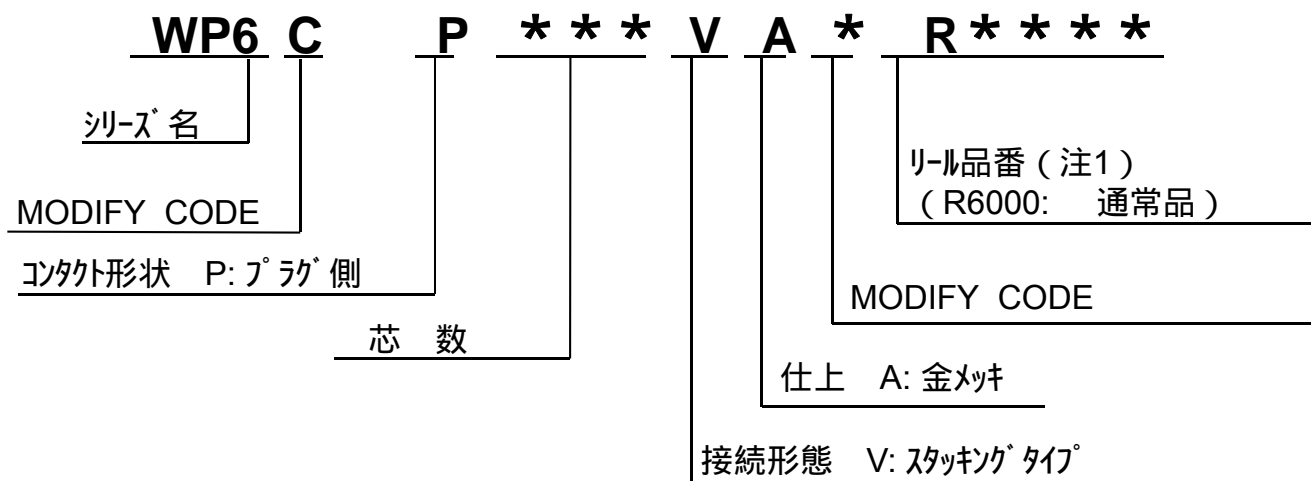 WP6 C P *** V A * R****
ｼﾘｰｽﾞ名
リール品番（注1）
（R6000: 通常品）
MODIFY CODE
ｺﾝﾀｸﾄ形状 P: ﾌﾟﾗｸﾞ側
MODIFY CODE
芯 数
仕上 A: 金ﾒｯｷ
接続形態 V: ｽﾀｯｷﾝｸﾞﾀｲﾌﾟ